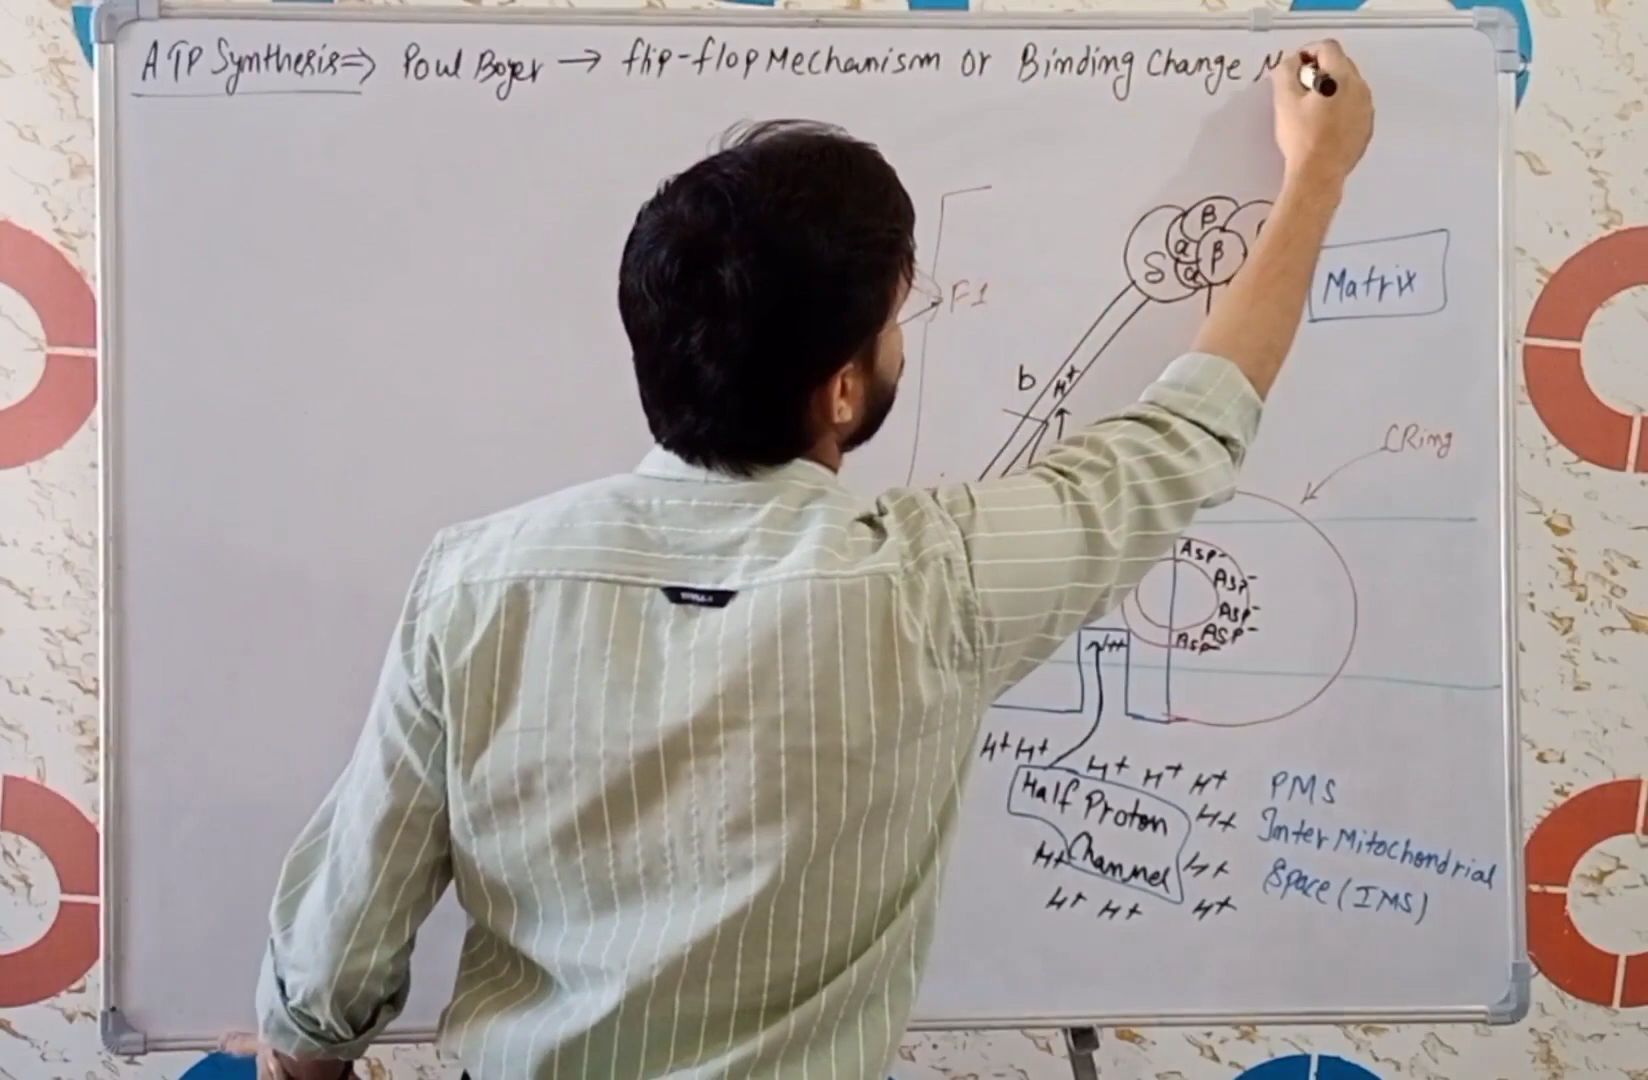 ATP Synthesis => Poul Boyer → flip-flop Mechanism or Binding Change M
β
α
β
δ
α
Matrix
F1
b
H+
CRing
Asp-
Asp-
Asp-
Asp-
Asp-
H+
H+ H+
H+ H+ H+
PMS
Half Proton
Channel
H+
Inter Mitochondrial
Space (IMS)
H+
H+
H+ H+
H+